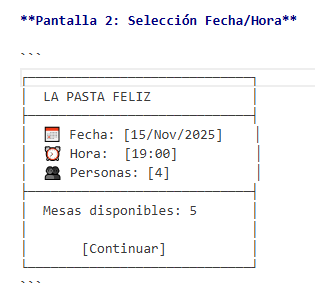 **Pantalla 2: Selección Fecha/Hora**
```
LA PASTA FELIZ
📅 Fecha: [15/Nov/2025]
⏰ Hora:  [19:00]
👥 Personas: [4]
Mesas disponibles: 5
[Continuar]
```